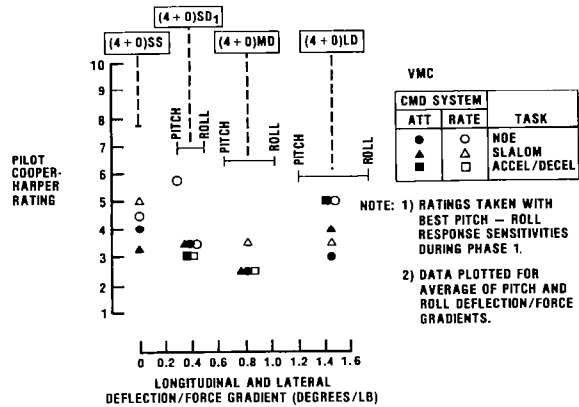 (4 + 0)SD1
(4 + 0)SS
(4 + 0)MD
(4 + 0)LD
VMC
CMD SYSTEM
ATT
RATE
TASK
NOE
SLALOM
ACCEL/DECEL
NOTE: 1) RATINGS TAKEN WITH
BEST PITCH – ROLL
RESPONSE SENSITIVITIES
DURING PHASE 1.
2) DATA PLOTTED FOR
AVERAGE OF PITCH AND
ROLL DEFLECTION/FORCE
GRADIENTS.
PILOT
COOPER-
HARPER
RATING
10
9
8
7
6
5
4
3
2
1
PITCH
ROLL
PITCH
ROLL
PITCH
ROLL
0 0.2 0.4 0.6 0.8 1.0 1.2 1.4 1.6
LONGITUDINAL AND LATERAL
DEFLECTION/FORCE GRADIENT (DEGREES/LB)